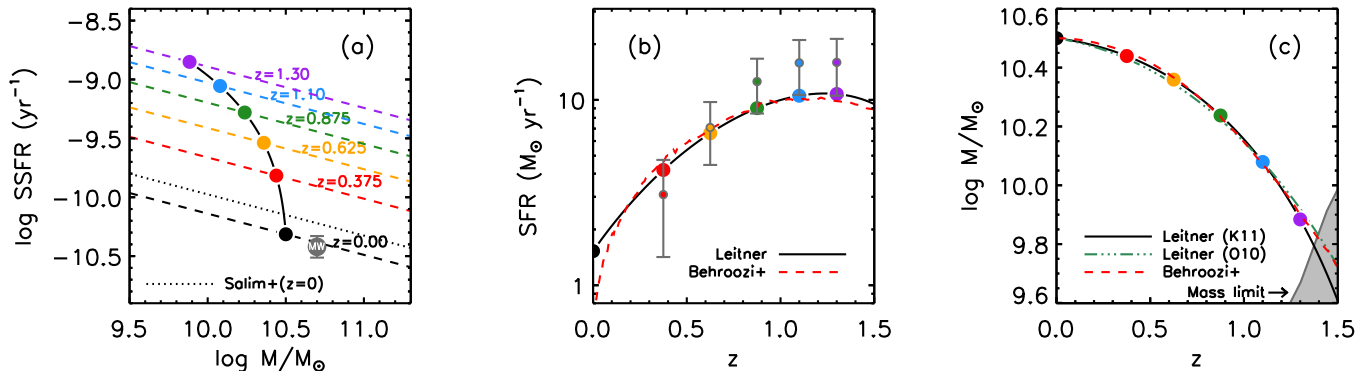 (a)
z=1.30
z=1.10
z=0.875
z=0.625
z=0.375
z=0.00
MW
Salim+(z=0)
log SSFR (yr⁻¹)
-8.5
-9.0
-9.5
-10.0
-10.5
9.5 10.0 10.5 11.0
log M/M☉
(b)
SFR (M☉ yr⁻¹)
10
1
Leitner
Behroozi+
0.0 0.5 1.0 1.5
z
(c)
log M/M☉
10.6
10.4
10.2
10.0
9.8
9.6
Leitner (K11)
Leitner (O10)
Behroozi+
Mass limit→
0.0 0.5 1.0 1.5
z